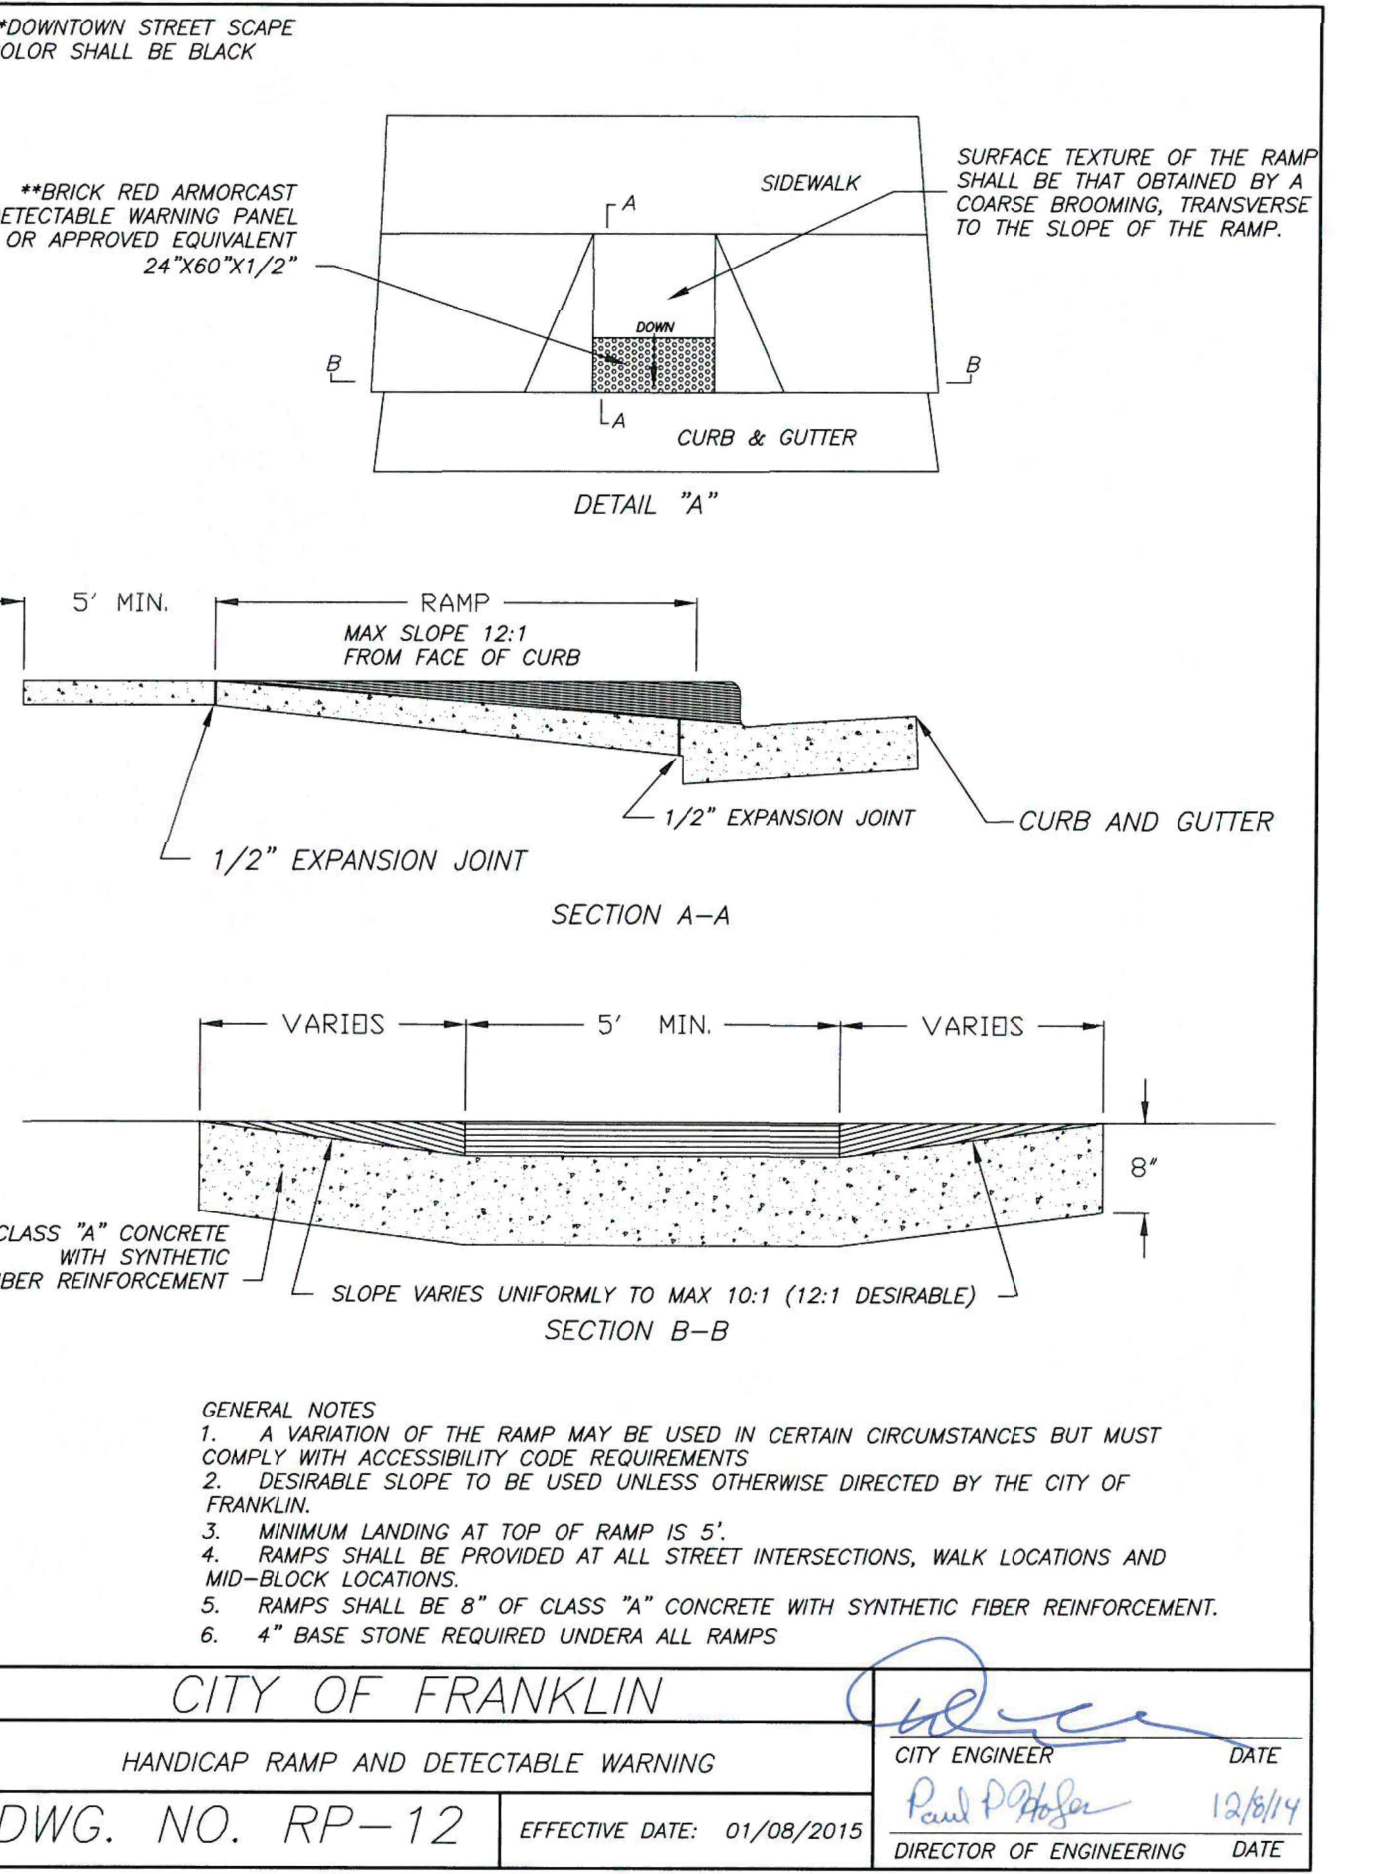 *DOWNTOWN STREET SCAPE
OLOR SHALL BE BLACK
**BRICK RED ARMORCAST
ETECTABLE WARNING PANEL
OR APPROVED EQUIVALENT
24"X60"X1/2"
SIDEWALK
SURFACE TEXTURE OF THE RAMP
SHALL BE THAT OBTAINED BY A
COARSE BROOMING, TRANSVERSE
TO THE SLOPE OF THE RAMP.
A
DOWN
B
B
A
CURB & GUTTER
DETAIL "A"
5' MIN.
RAMP
MAX SLOPE 12:1
FROM FACE OF CURB
1/2" EXPANSION JOINT
CURB AND GUTTER
1/2" EXPANSION JOINT
SECTION A-A
VARIES
5' MIN.
VARIES
8"
CLASS "A" CONCRETE
WITH SYNTHETIC
BER REINFORCEMENT
SLOPE VARIES UNIFORMLY TO MAX 10:1 (12:1 DESIRABLE)
SECTION B-B
GENERAL NOTES
1. A VARIATION OF THE RAMP MAY BE USED IN CERTAIN CIRCUMSTANCES BUT MUST
COMPLY WITH ACCESSIBILITY CODE REQUIREMENTS
2. DESIRABLE SLOPE TO BE USED UNLESS OTHERWISE DIRECTED BY THE CITY OF
FRANKLIN.
3. MINIMUM LANDING AT TOP OF RAMP IS 5'.
4. RAMPS SHALL BE PROVIDED AT ALL STREET INTERSECTIONS, WALK LOCATIONS AND
MID-BLOCK LOCATIONS.
5. RAMPS SHALL BE 8" OF CLASS "A" CONCRETE WITH SYNTHETIC FIBER REINFORCEMENT.
6. 4" BASE STONE REQUIRED UNDERA ALL RAMPS
CITY OF FRANKLIN
HANDICAP RAMP AND DETECTABLE WARNING
DWG. NO. RP-12
EFFECTIVE DATE: 01/08/2015
CITY ENGINEER DATE
Paul P Holzer 12/8/14
DIRECTOR OF ENGINEERING DATE